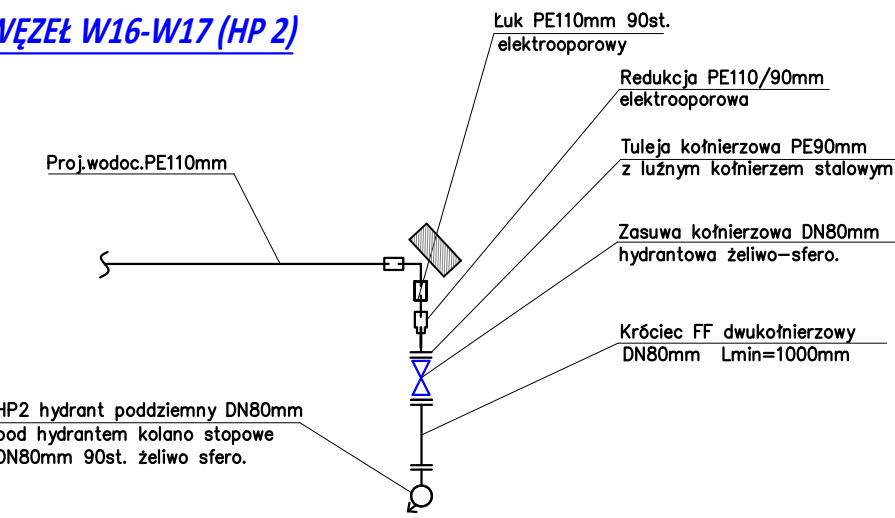 WĘZEŁ W16-W17 (HP 2)
Łuk PE110mm 90st.
elektrooporowy
Redukcja PE110/90mm
elektrooporowa
Tuleja kołnierzowa PE90mm
z luźnym kołnierzem stalowym
Proj.wodoc.PE110mm
Zasuwa kołnierzowa DN80mm
hydrantowa żeliwo-sfero.
Króciec FF dwukołnierzowy
DN80mm Lmin=1000mm
HP2 hydrant poddziemny DN80mm
pod hydrantem kolano stopowe
DN80mm 90st. żeliwo sfero.